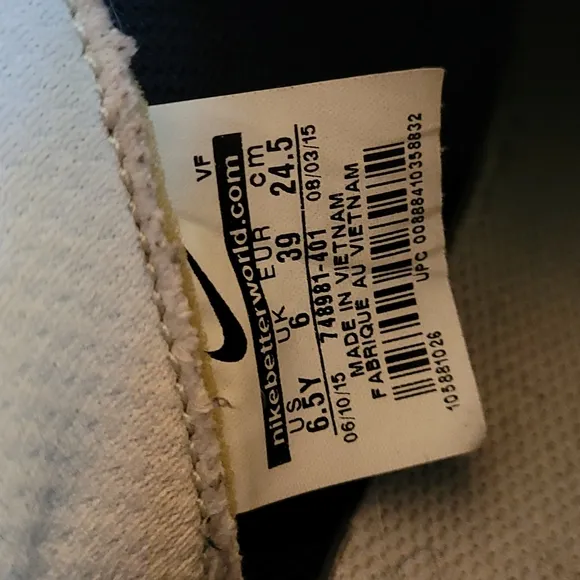 VF
nikebetterworld.com
US UK EUR cm
6.5Y 6 39 24.5
748981-401
06/10/15 08/03/15
MADE IN VIETNAM
FABRIQUE AU VIETNAM
UPC 00888410358832
105881026